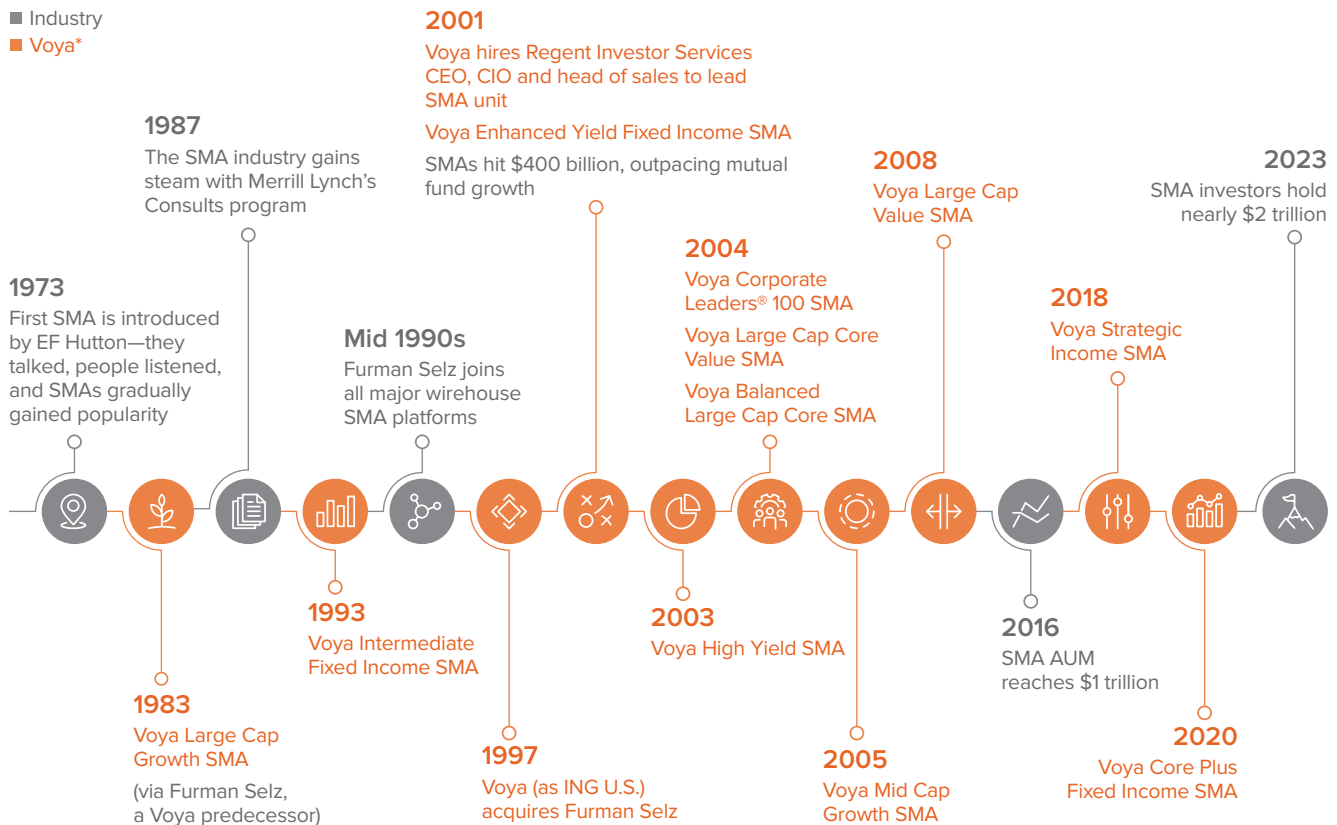 Industry
Voya*
1973
First SMA is introduced
by EF Hutton—they
talked, people listened,
and SMAs gradually
gained popularity
1983
Voya Large Cap
Growth SMA
(via Furman Selz,
a Voya predecessor)
1987
The SMA industry gains
steam with Merrill Lynch’s
Consults program
1993
Voya Intermediate
Fixed Income SMA
Mid 1990s
Furman Selz joins
all major wirehouse
SMA platforms
1997
Voya (as ING U.S.)
acquires Furman Selz
2001
Voya hires Regent Investor Services
CEO, CIO and head of sales to lead
SMA unit
Voya Enhanced Yield Fixed Income SMA
SMAs hit $400 billion, outpacing mutual
fund growth
2003
Voya High Yield SMA
2004
Voya Corporate
Leaders® 100 SMA
Voya Large Cap Core
Value SMA
Voya Balanced
Large Cap Core SMA
2005
Voya Mid Cap
Growth SMA
2008
Voya Large Cap
Value SMA
2016
SMA AUM
reaches $1 trillion
2018
Voya Strategic
Income SMA
2020
Voya Core Plus
Fixed Income SMA
2023
SMA investors hold
nearly $2 trillion